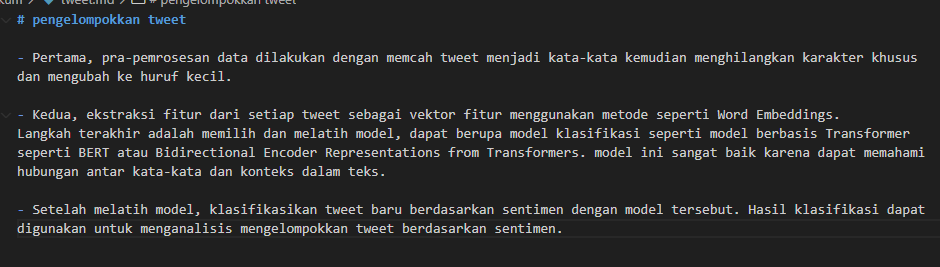 tweet.md > # pengelompokkan tweet
# pengelompokkan tweet
- Pertama, pra-pemrosesan data dilakukan dengan memcah tweet menjadi kata-kata kemudian menghilangkan karakter khusus
dan mengubah ke huruf kecil.
- Kedua, ekstraksi fitur dari setiap tweet sebagai vektor fitur menggunakan metode seperti Word Embeddings.
Langkah terakhir adalah memilih dan melatih model, dapat berupa model klasifikasi seperti model berbasis Transformer
seperti BERT atau Bidirectional Encoder Representations from Transformers. model ini sangat baik karena dapat memahami
hubungan antar kata-kata dan konteks dalam teks.
- Setelah melatih model, klasifikasikan tweet baru berdasarkan sentimen dengan model tersebut. Hasil klasifikasi dapat
digunakan untuk menganalisis mengelompokkan tweet berdasarkan sentimen.